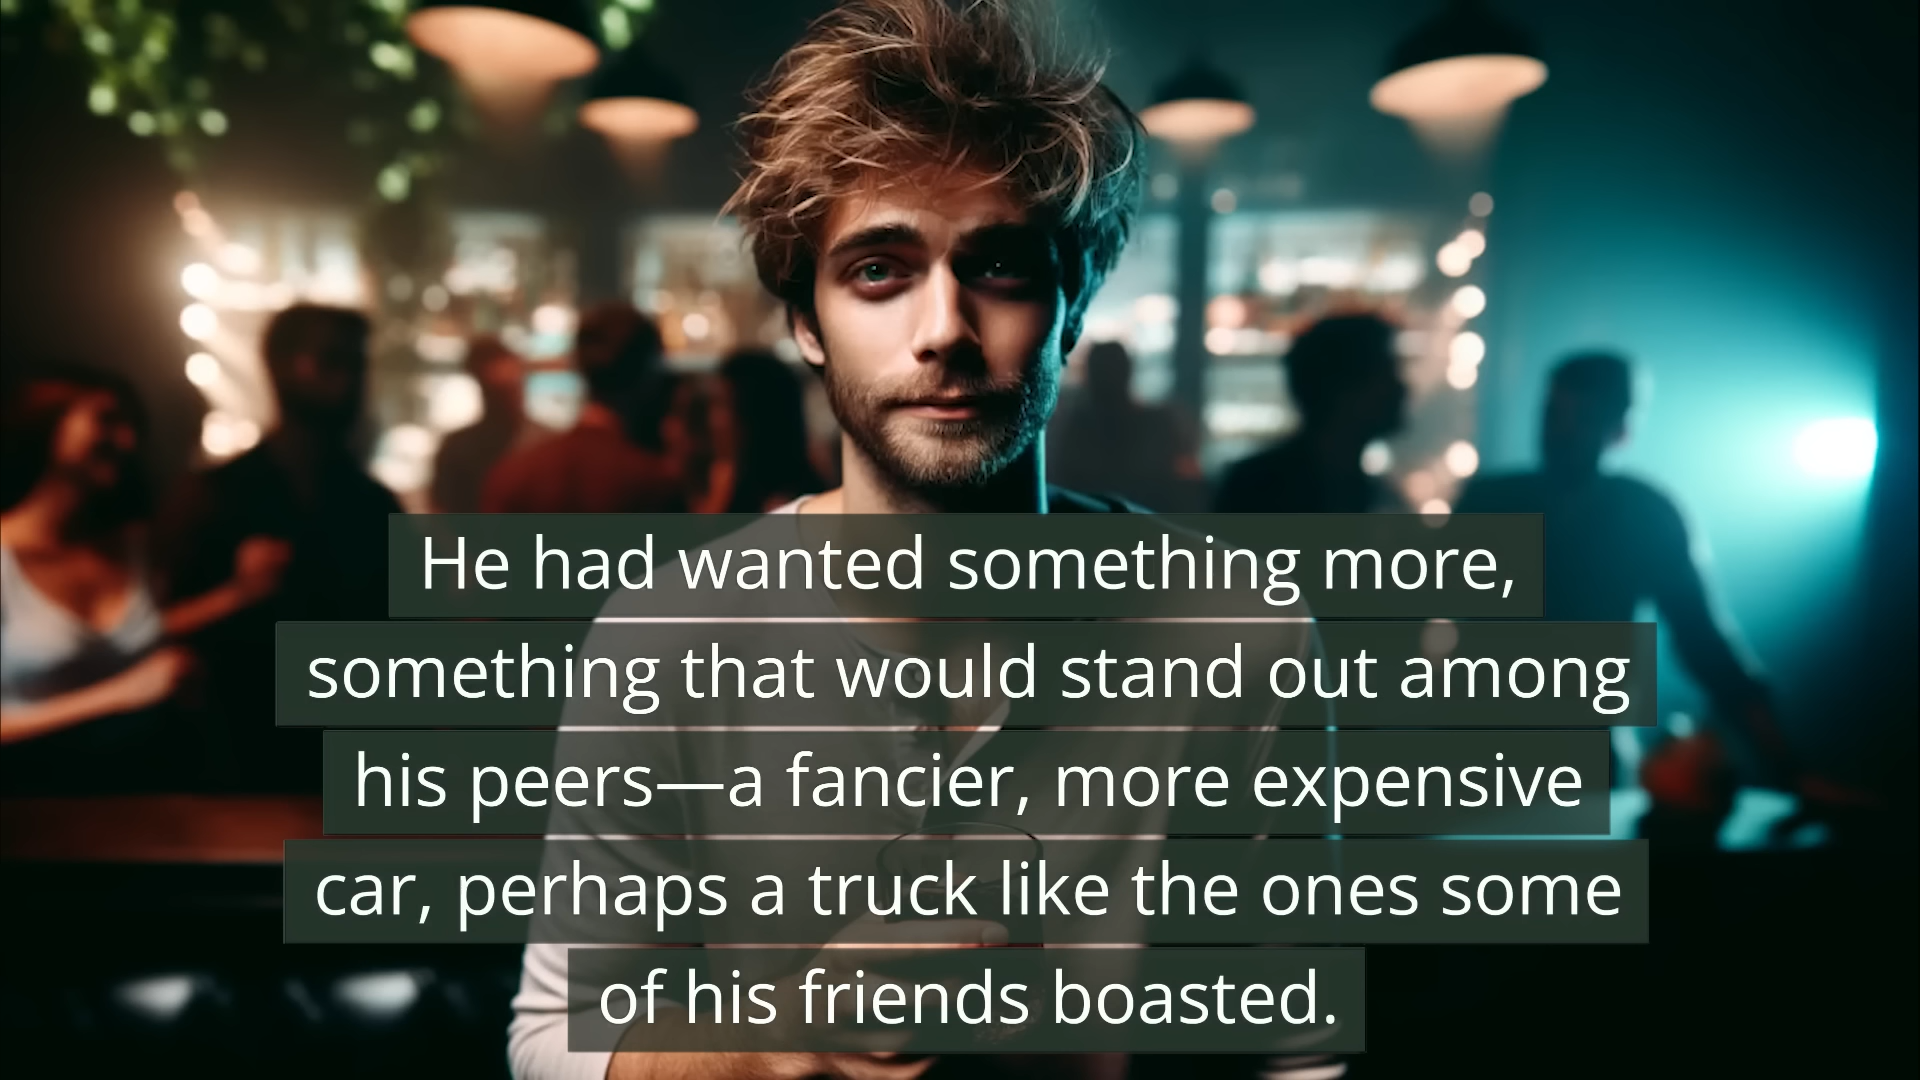 He had wanted something more,
something that would stand out among
his peers—a fancier, more expensive
car, perhaps a truck like the ones some
of his friends boasted.